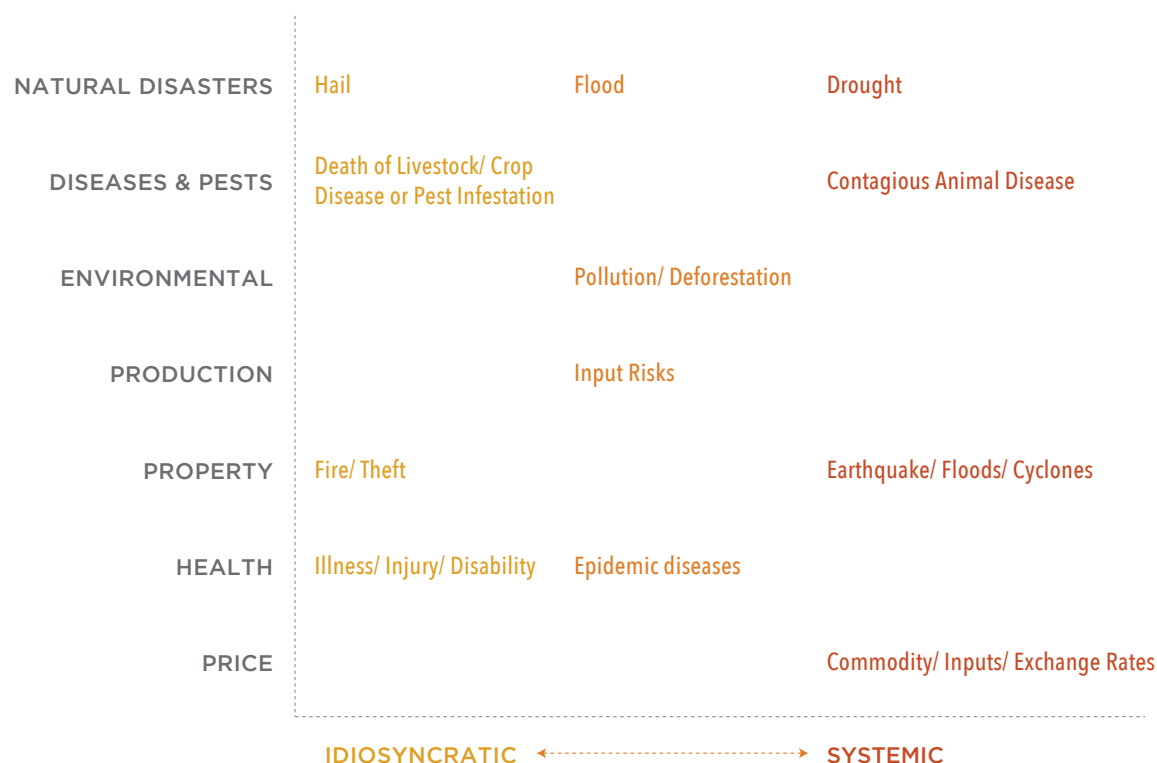 NATURAL DISASTERS Hail Flood Drought
DISEASES & PESTS Death of Livestock/ Crop
Disease or Pest Infestation Contagious Animal Disease
ENVIRONMENTAL Pollution/ Deforestation
PRODUCTION Input Risks
PROPERTY Fire/ Theft Earthquake/ Floods/ Cyclones
HEALTH Illness/ Injury/ Disability Epidemic diseases
PRICE Commodity/ Inputs/ Exchange Rates
IDIOSYNCRATIC SYSTEMIC